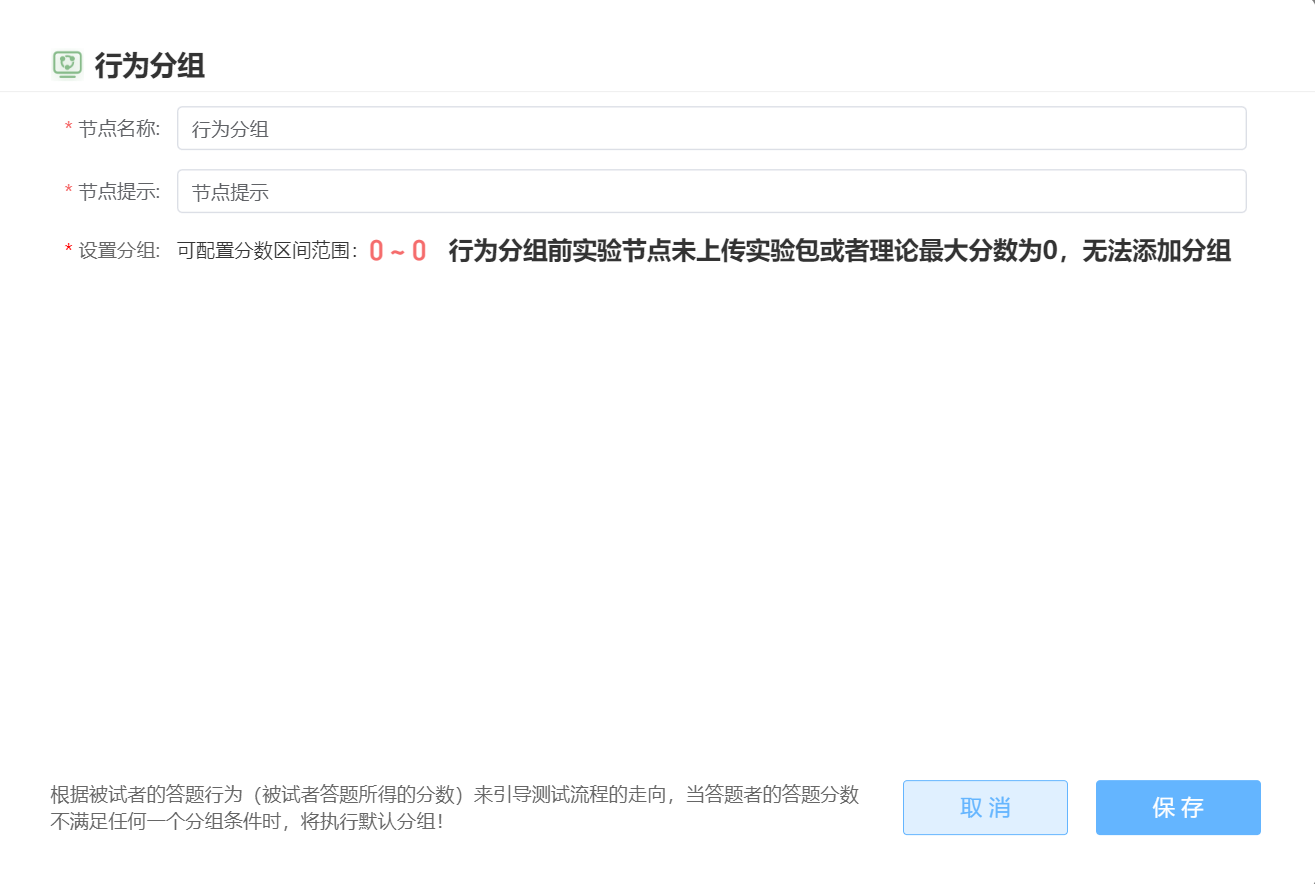 行为分组
* 节点名称: 行为分组
* 节点提示: 节点提示
* 设置分组: 可配置分数区间范围: 0 ~ 0 行为分组前实验节点未上传实验包或者理论最大分数为0，无法添加分组
根据被试者的答题行为（被试者答题所得的分数）来引导测试流程的走向，当答题者的答题分数
不满足任何一个分组条件时，将执行默认分组!
取消 保存